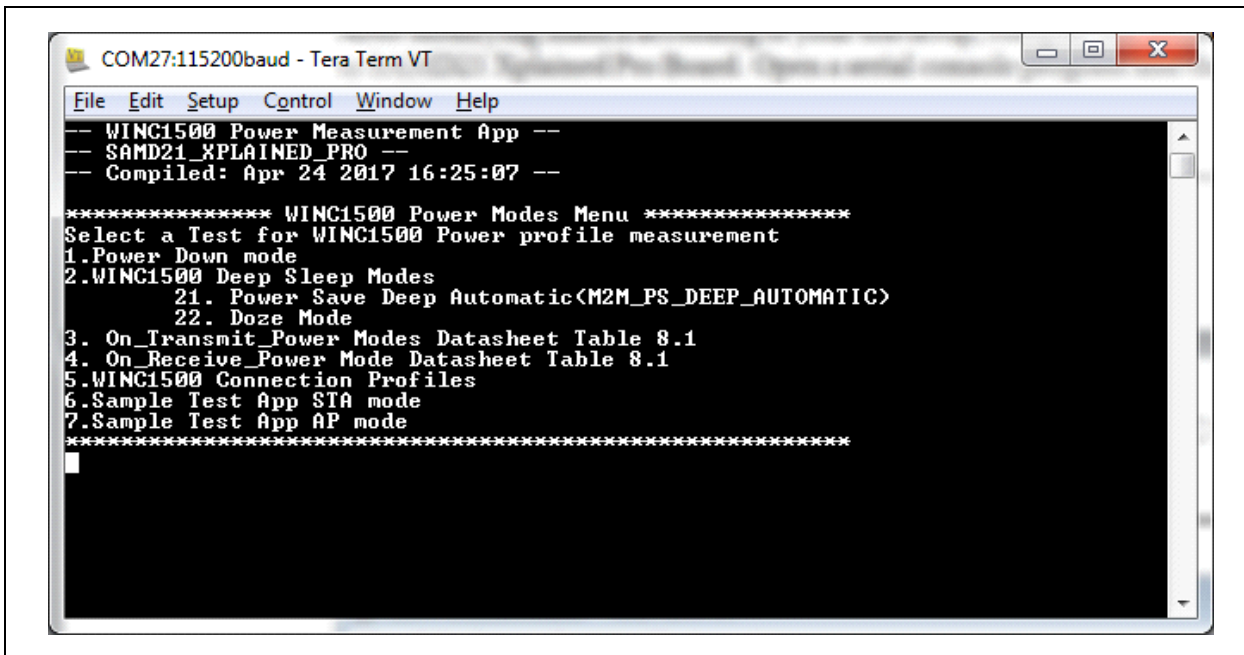 COM27:115200baud - Tera Term VT
File Edit Setup Control Window Help
-- WINC1500 Power Measurement App --
-- SAMD21_XPLAINED_PRO --
-- Compiled: Apr 24 2017 16:25:07 --
*************** WINC1500 Power Modes Menu ***************
Select a Test for WINC1500 Power profile measurement
1.Power Down mode
2.WINC1500 Deep Sleep Modes
21. Power Save Deep Automatic(M2M_PS_DEEP_AUTOMATIC)
22. Doze Mode
3. On_Transmit_Power Modes Datasheet Table 8.1
4. On_Receive_Power Mode Datasheet Table 8.1
5.WINC1500 Connection Profiles
6.Sample Test App STA mode
7.Sample Test App AP mode
*********************************************************